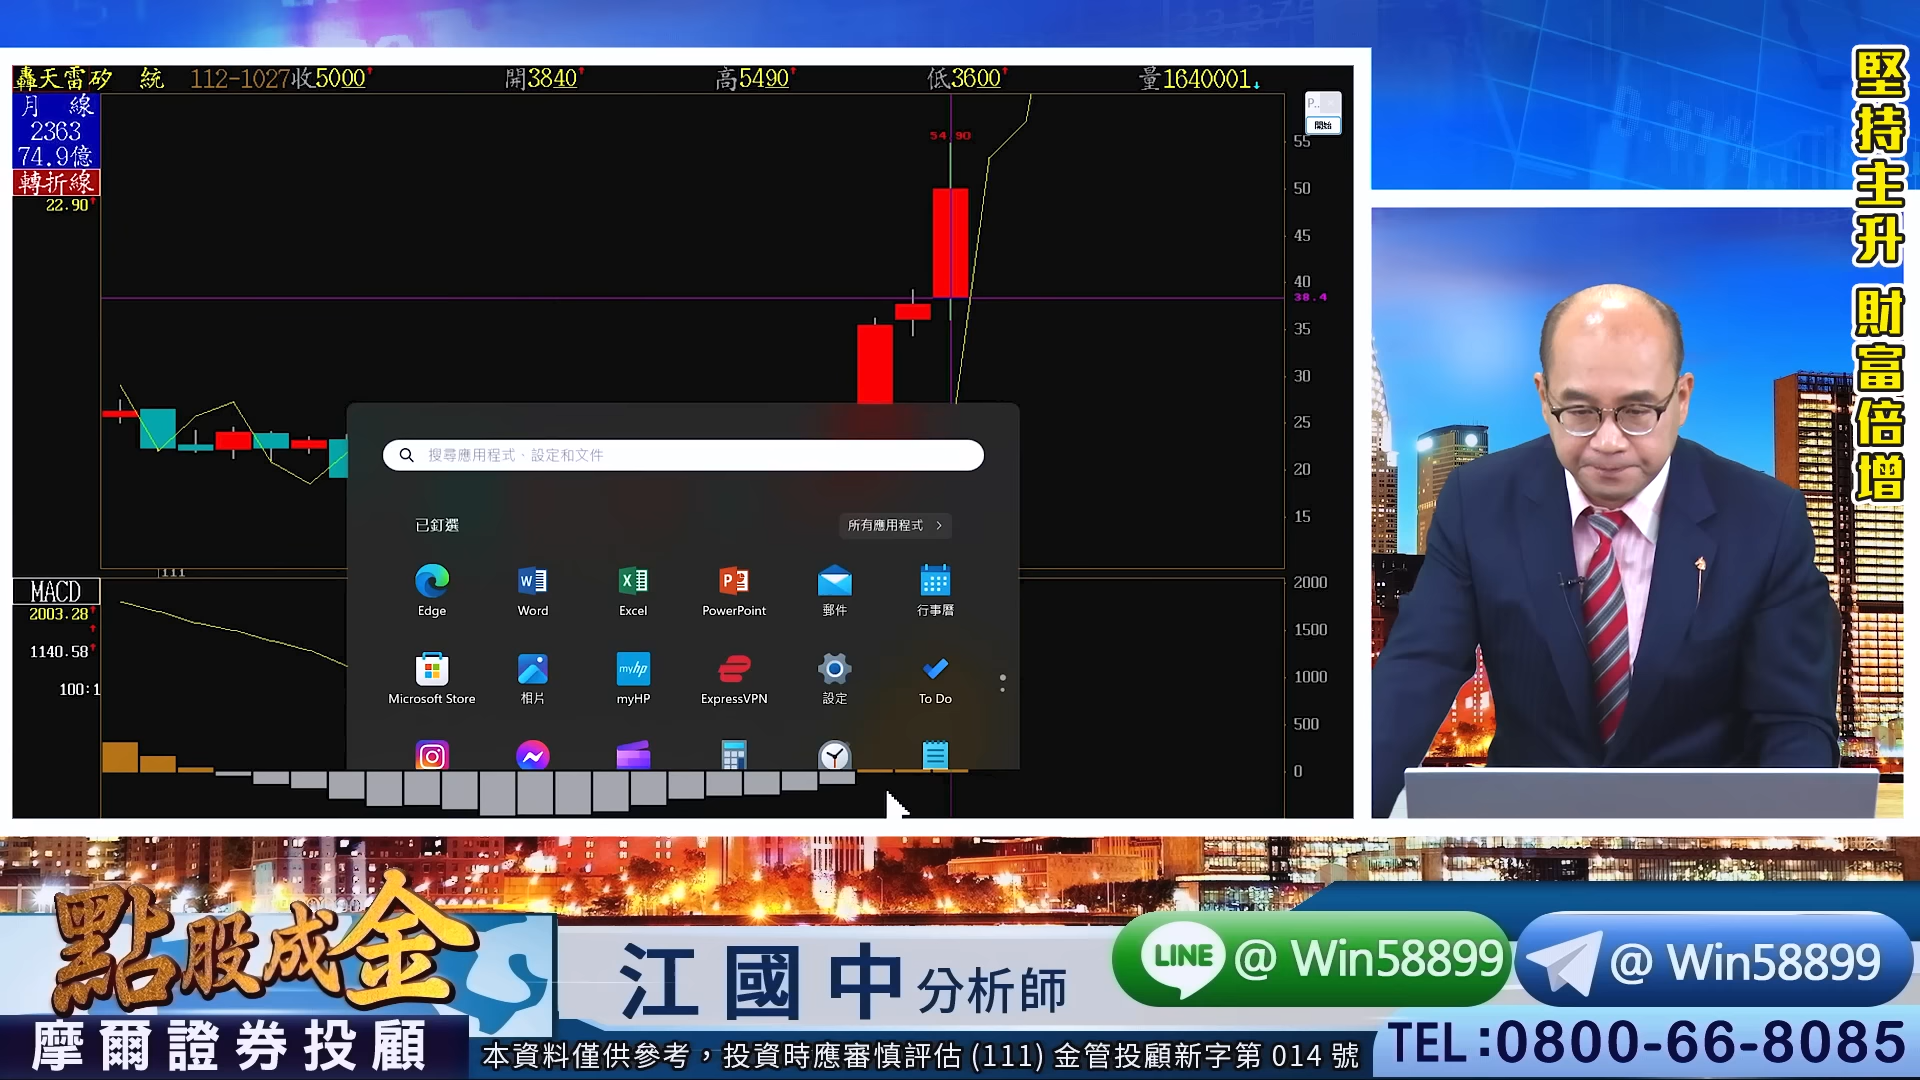 轟天雷矽 統 112-1027收5000 開3840 高5490 低3600 量1640001
月 線
2363
74.9億
轉折線
22.90
P..
開始
54.90
55
50
45
40
38.4
35
30
25
20
15
111
搜尋應用程式、設定和文件
已釘選
所有應用程式
Edge
Word
Excel
PowerPoint
郵件
行事曆
Microsoft Store
相片
myHP
ExpressVPN
設定
To Do
MACD
2003.28
1140.58
100:1
2000
1500
1000
500
0
堅持主升 財富倍增
點股成金
摩爾證券投顧
江國中 分析師
LINE @ Win58899
@ Win58899
TEL:0800-66-8085
本資料僅供參考，投資時應審慎評估 (111) 金管投顧新字第 014 號